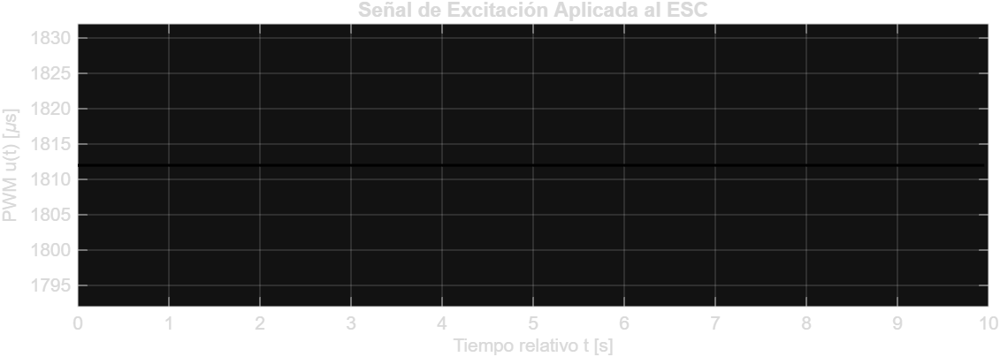 Señal de Excitación Aplicada al ESC
1830
1825
1820
1815
1810
1805
1800
1795
PWM u(t) [µs]
0 1 2 3 4 5 6 7 8 9 10
Tiempo relativo t [s]